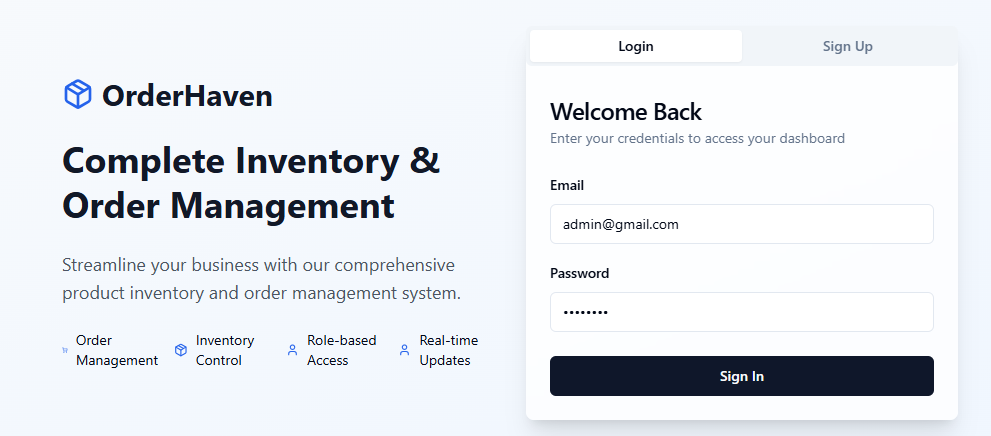 OrderHaven
Complete Inventory &
Order Management
Streamline your business with our comprehensive
product inventory and order management system.
Order
Management
Inventory
Control
Role-based
Access
Real-time
Updates
Login
Sign Up
Welcome Back
Enter your credentials to access your dashboard
Email
admin@gmail.com
Password
••••••••
Sign In